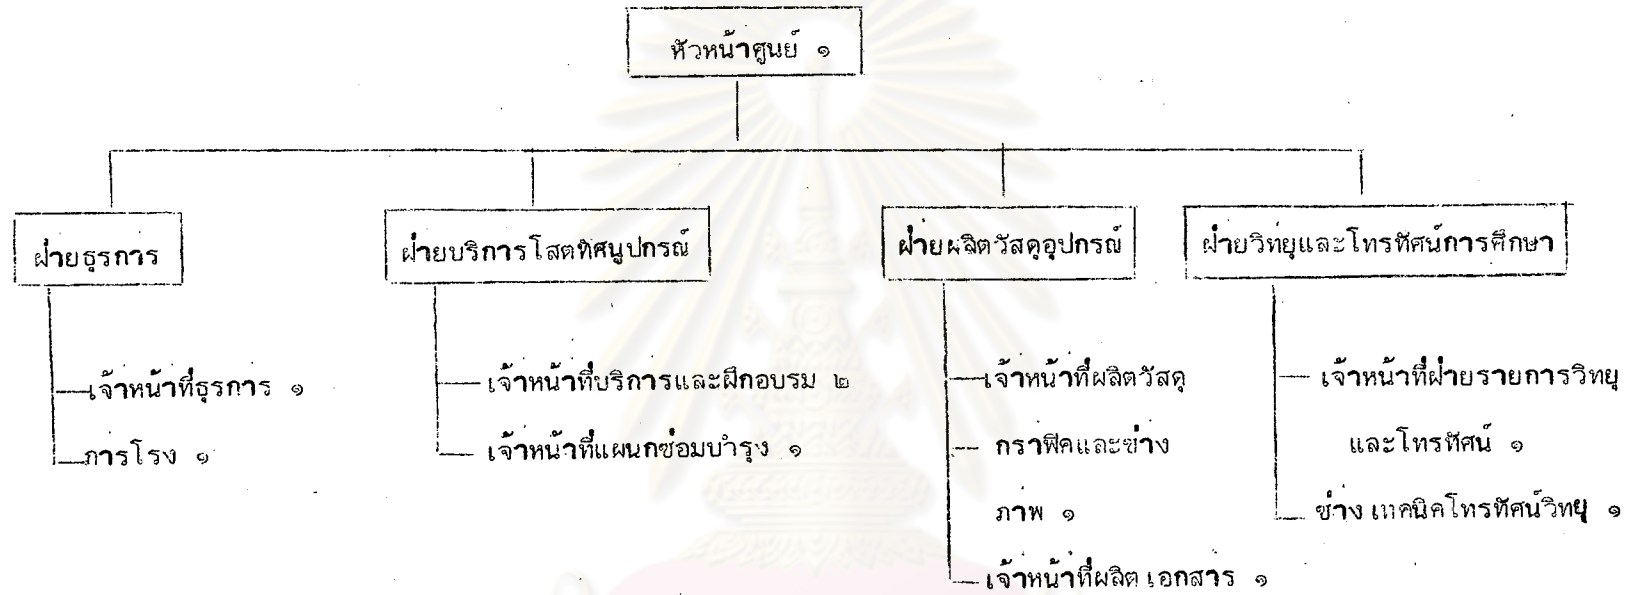 หัวหน้าศูนย์ ๑
ฝ่ายธุรการ
เจ้าหน้าที่ธุรการ ๑
ภารโรง ๑
ฝ่ายบริการโสตทัศนูปกรณ์
เจ้าหน้าที่บริการและฝึกอบรม ๒
เจ้าหน้าที่แผนกซ่อมบำรุง ๑
ฝ่ายผลิตวัสดุอุปกรณ์
เจ้าหน้าที่ผลิตวัสดุ
กราฟิคและช่าง
ภาพ ๑
เจ้าหน้าที่ผลิตเอกสาร ๑
ฝ่ายวิทยุและโทรทัศน์การศึกษา
เจ้าหน้าที่ฝ่ายรายการวิทยุ
และโทรทัศน์ ๑
ช่างเทคนิคโทรทัศน์วิทยุ ๑